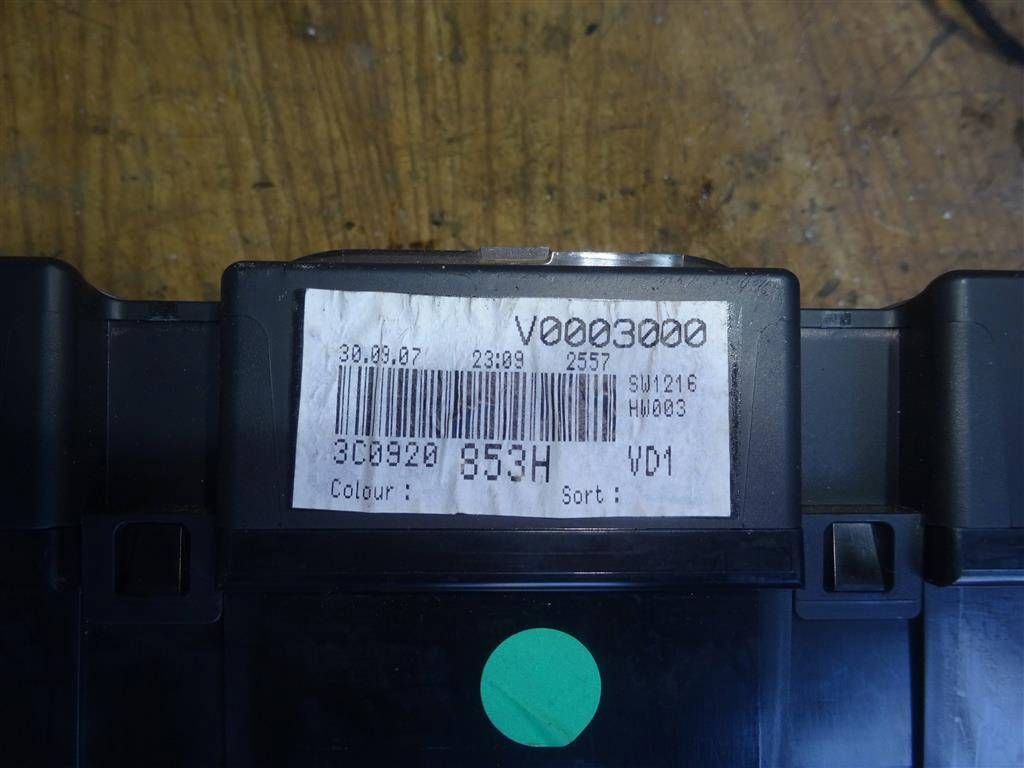 V0003000
30.09.07 23:09 2557
SW1216
HW003
3C0920 853H VD1
Colour : Sort :